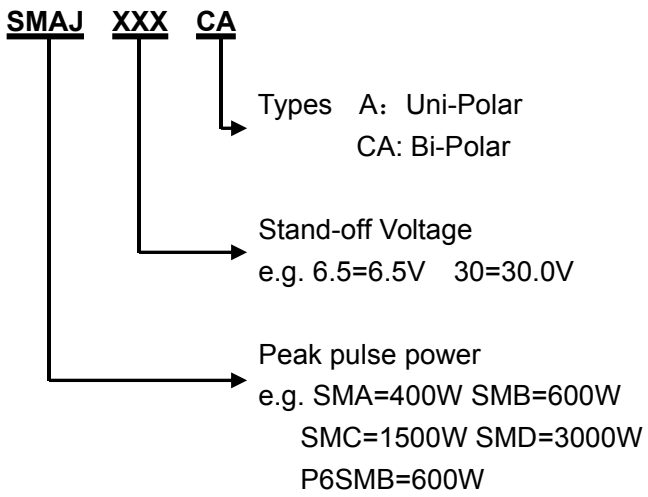 SMAJ XXX CA
Types A：Uni-Polar
CA: Bi-Polar
Stand-off Voltage
e.g. 6.5=6.5V 30=30.0V
Peak pulse power
e.g. SMA=400W SMB=600W
SMC=1500W SMD=3000W
P6SMB=600W